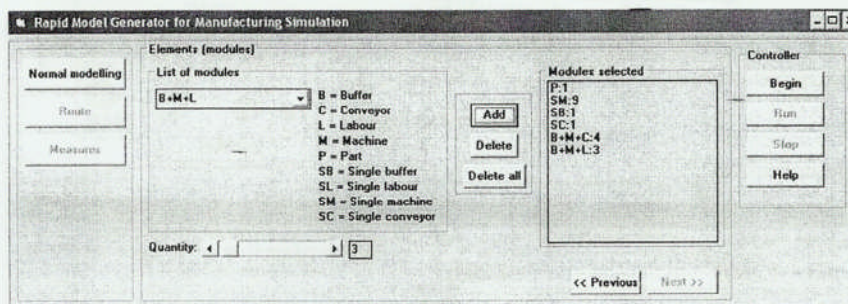 Rapid Model Generator for Manufacturing Simulation
Elements (modules)
Controller
Normal modelling
Route
Measures
List of modules
B+M+L
B = Buffer
C = Conveyor
L = Labour
M = Machine
P = Part
SB = Single buffer
SL = Single labour
SM = Single machine
SC = Single conveyor
Quantity:
3
Add
Delete
Delete all
Modules selected
P:1
SM:9
SB:1
SC:1
B+M+C:4
B+M+L:3
<< Previous
Next >>
Begin
Run
Stop
Help